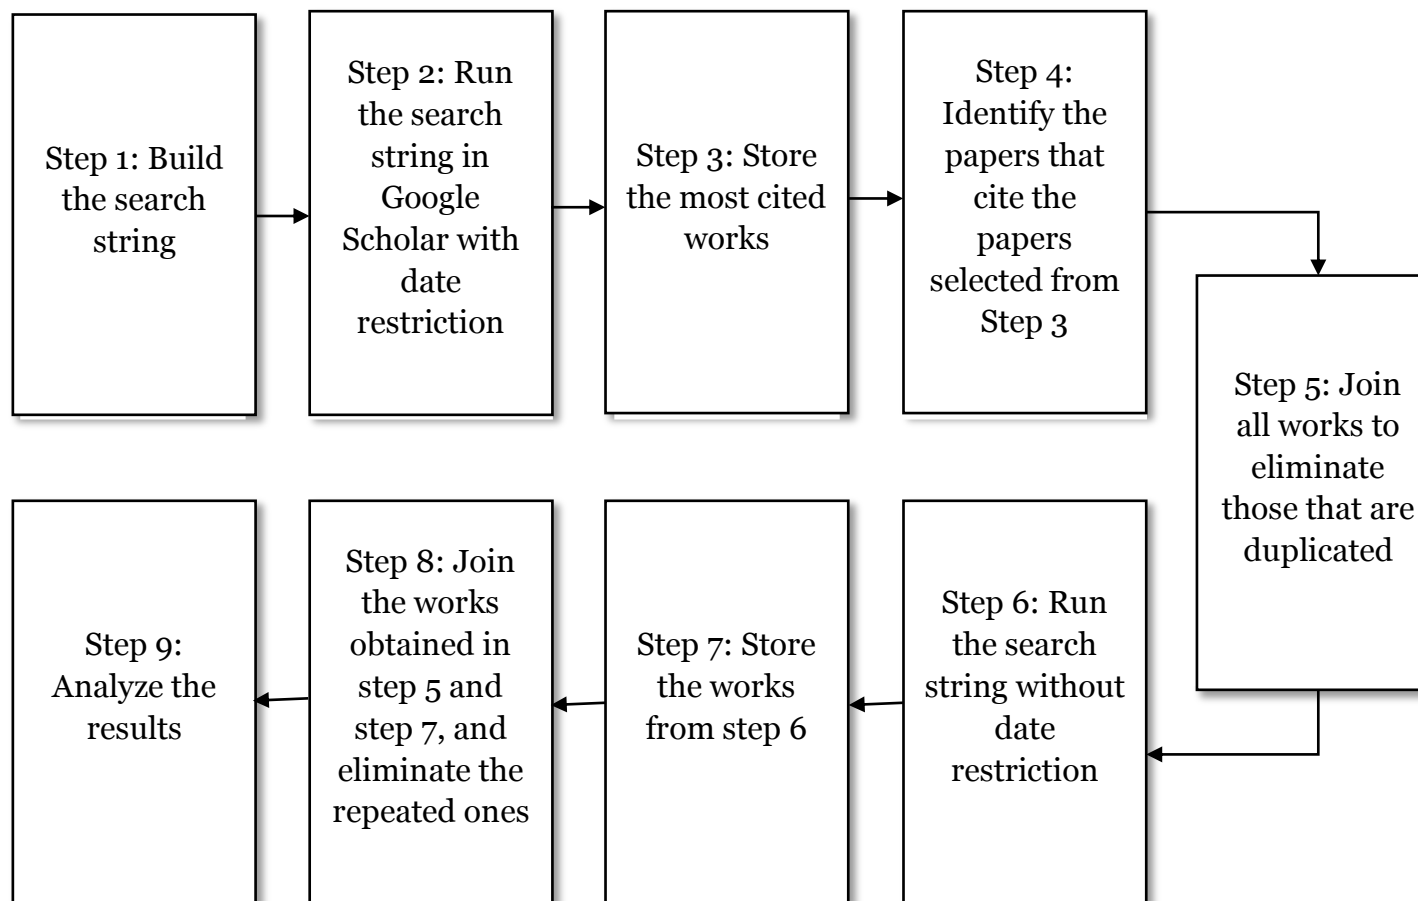 Step 1: Build
the search
string
Step 2: Run
the search
string in
Google
Scholar with
date
restriction
Step 3: Store
the most cited
works
Step 4:
Identify the
papers that
cite the
papers
selected from
Step 3
Step 5: Join
all works to
eliminate
those that are
duplicated
Step 6: Run
the search
string without
date
restriction
Step 7: Store
the works
from step 6
Step 8: Join
the works
obtained in
step 5 and
step 7, and
eliminate the
repeated ones
Step 9:
Analyze the
results